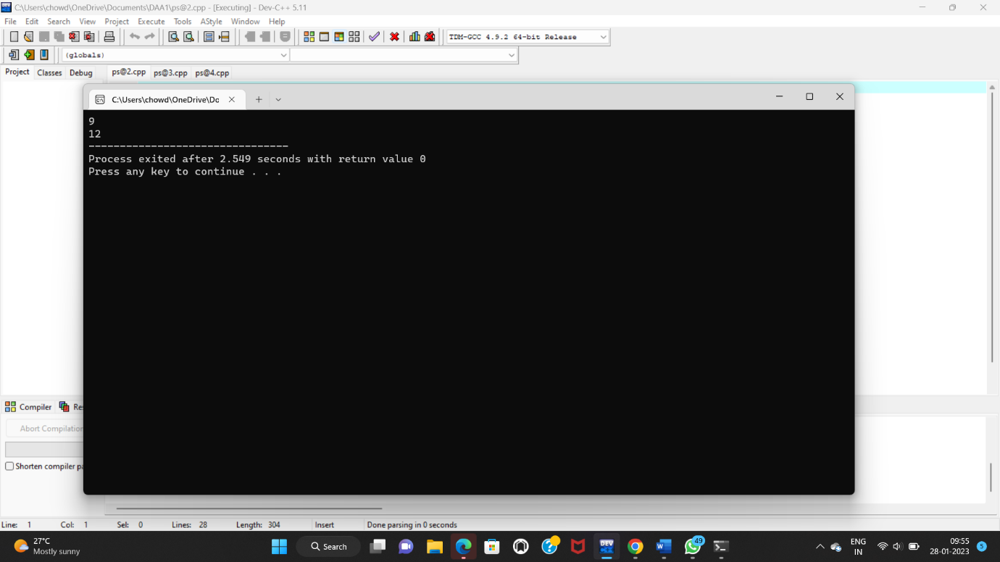 C:\Users\chowd\OneDrive\Documents\DAA1\ps@2.cpp - [Executing] - Dev-C++ 5.11
File Edit Search View Project Execute Tools AStyle Window Help
TDM-GCC 4.9.2 64-bit Release
(globals)
Project Classes Debug ps@2.cpp ps@3.cpp ps@4.cpp
C:\Users\chowd\OneDrive\Do
9
12
--------------------------------
Process exited after 2.549 seconds with return value 0
Press any key to continue . . .
Compiler Re
Abort Compilation
Shorten compiler pa
Line: 1 Col: 1 Sel: 0 Lines: 28 Length: 304 Insert Done parsing in 0 seconds
27°C
Mostly sunny
Search
DEV
49
ENG
IN
09:55
28-01-2023
5